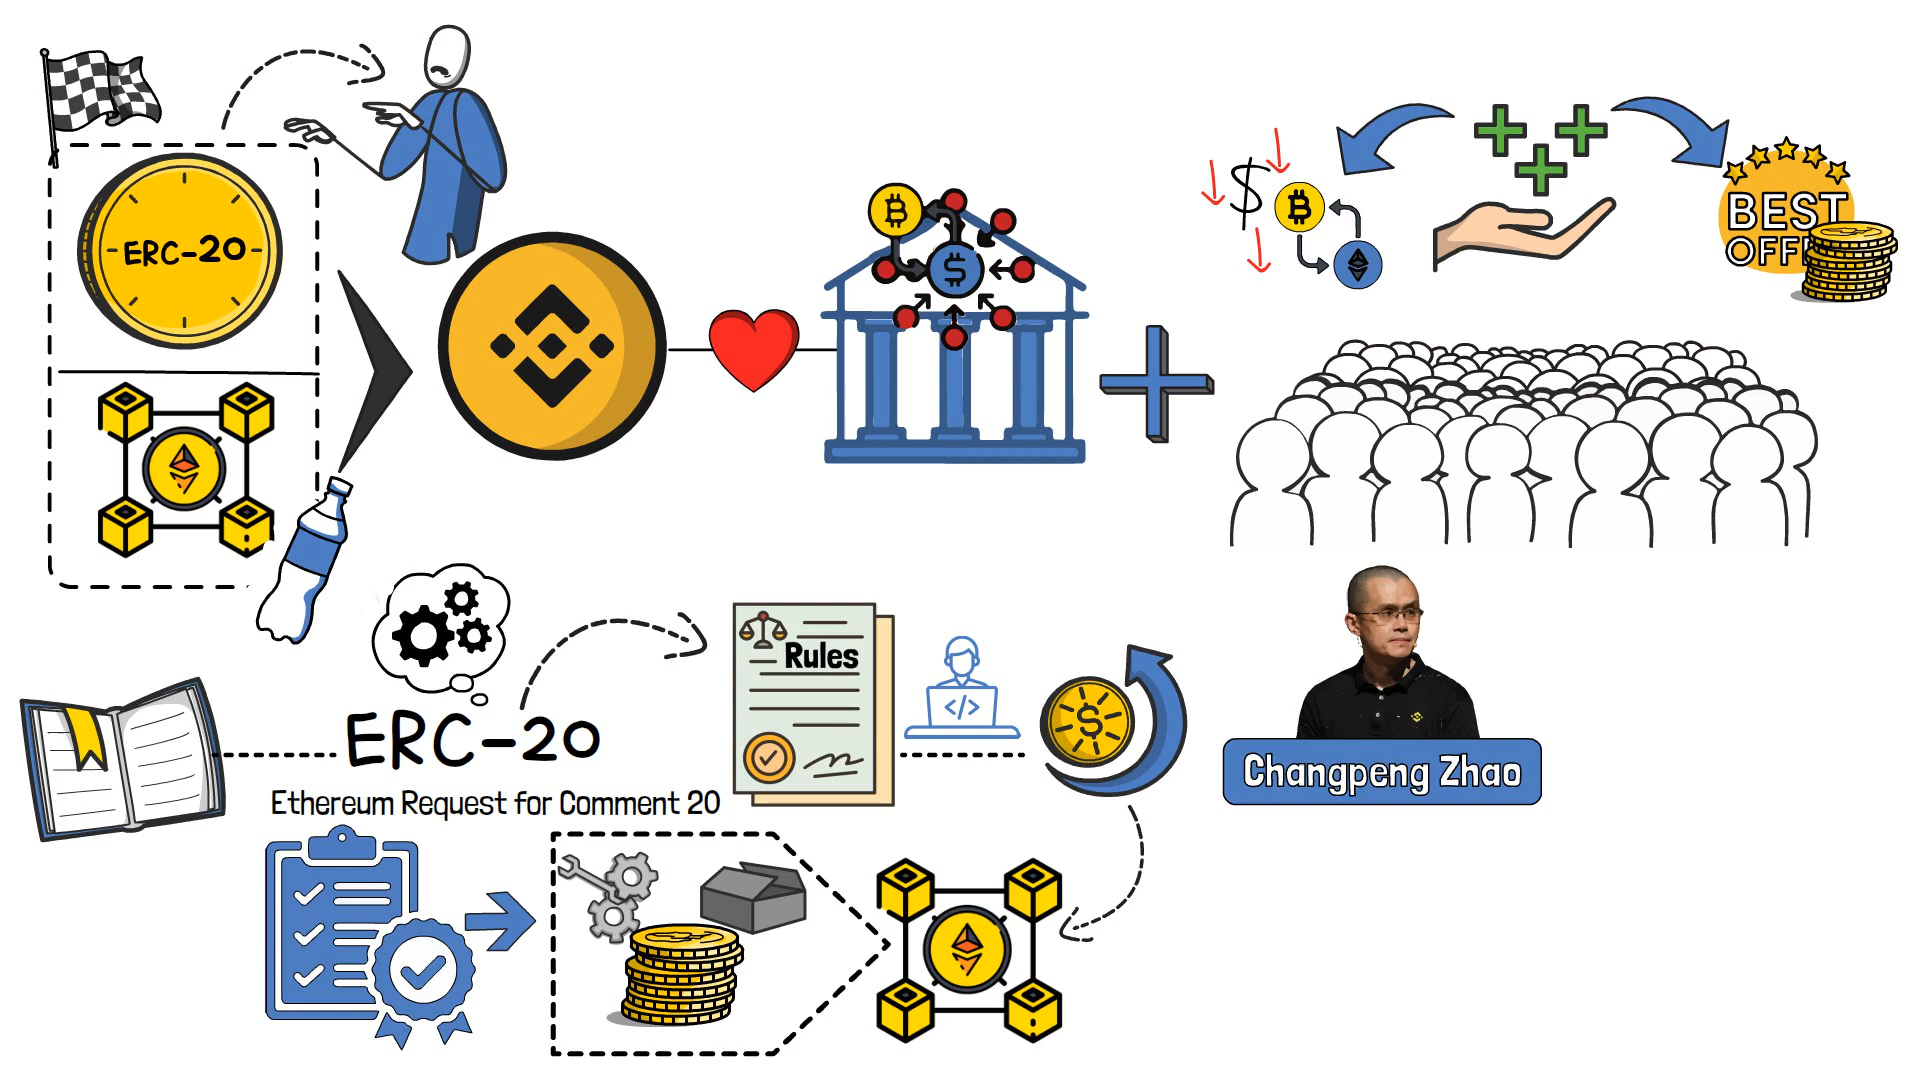 ERC-20
BEST
OFF
Rules
ERC-20
Ethereum Request for Comment 20
Changpeng Zhao